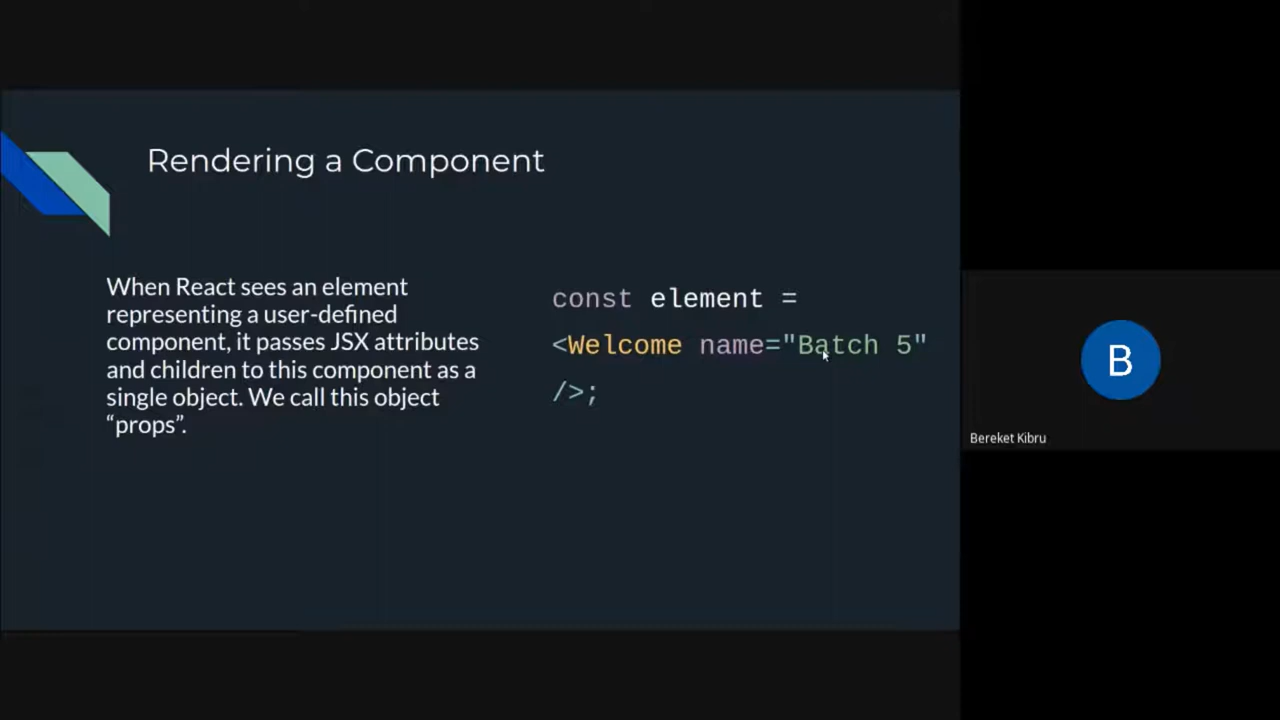 Rendering a Component
When React sees an element
representing a user-defined
component, it passes JSX attributes
and children to this component as a
single object. We call this object
“props”.
const element =
<Welcome name="Batch 5"
/>;
B
Bereket Kibru